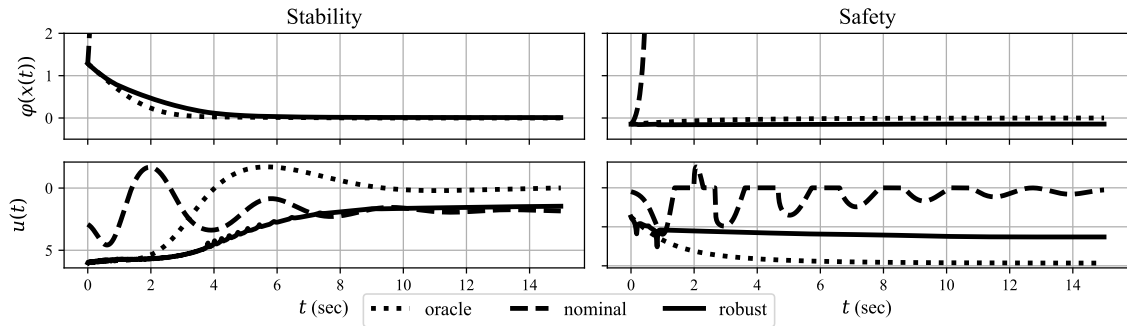 Stability
Safety
φ(x(t))
2
1
0
u(t)
0
5
0 2 4 6 8 10 12 14
0 2 4 6 8 10 12 14
t (sec)
t (sec)
oracle nominal robust